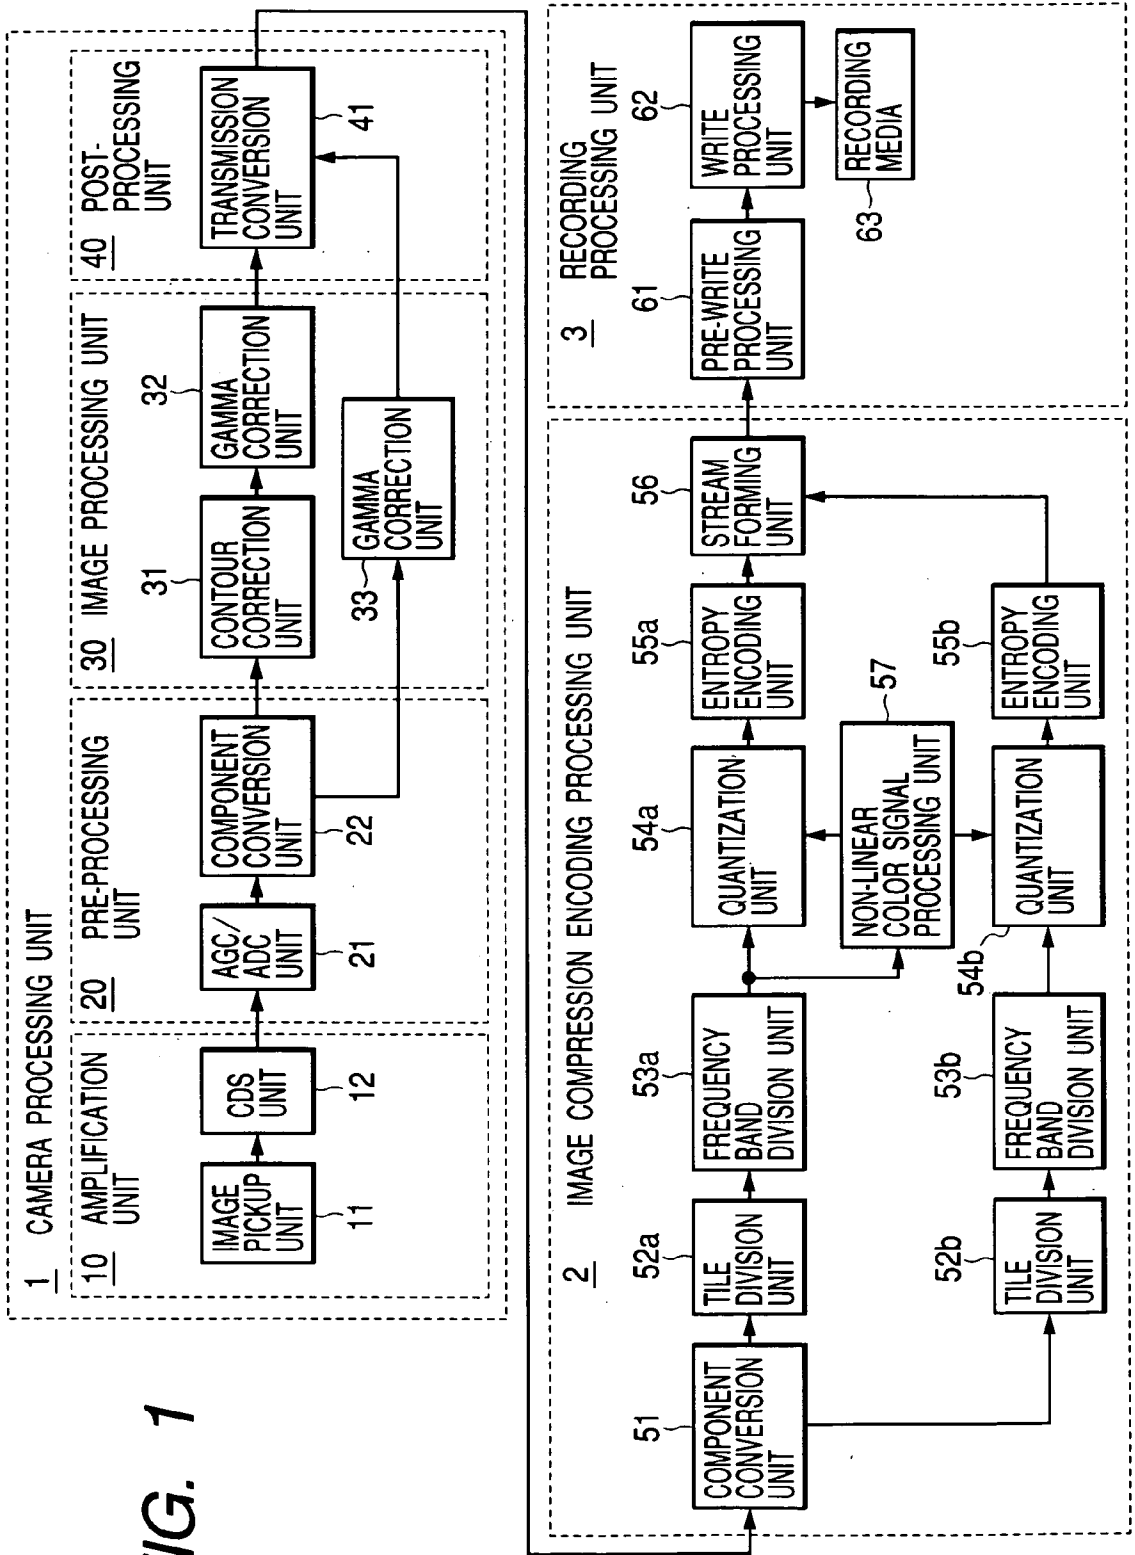 FIG. 1
1 CAMERA PROCESSING UNIT
10 AMPLIFICATION
UNIT
IMAGE
PICKUP
UNIT
11
CDS
UNIT
12
20 PRE-PROCESSING
UNIT
AGC/
ADC
UNIT
21
COMPONENT
CONVERSION
UNIT
22
30 IMAGE PROCESSING UNIT
31
CONTOUR
CORRECTION
UNIT
32
GAMMA
CORRECTION
UNIT
33
GAMMA
CORRECTION
UNIT
40 POST-
PROCESSING
UNIT
TRANSMISSION
CONVERSION
UNIT
41
2 IMAGE COMPRESSION ENCODING PROCESSING UNIT
51
COMPONENT
CONVERSION
UNIT
52a
TILE
DIVISION
UNIT
53a
FREQUENCY
BAND
DIVISION UNIT
54a
QUANTIZATION
UNIT
55a
ENTROPY
ENCODING
UNIT
56
STREAM
FORMING
UNIT
57
NON-LINEAR
COLOR SIGNAL
PROCESSING UNIT
52b
TILE
DIVISION
UNIT
53b
FREQUENCY
BAND
DIVISION UNIT
54b
QUANTIZATION
UNIT
55b
ENTROPY
ENCODING
UNIT
3 RECORDING
PROCESSING UNIT
61
PRE-WRITE
PROCESSING
UNIT
62
WRITE
PROCESSING
UNIT
63
RECORDING
MEDIA